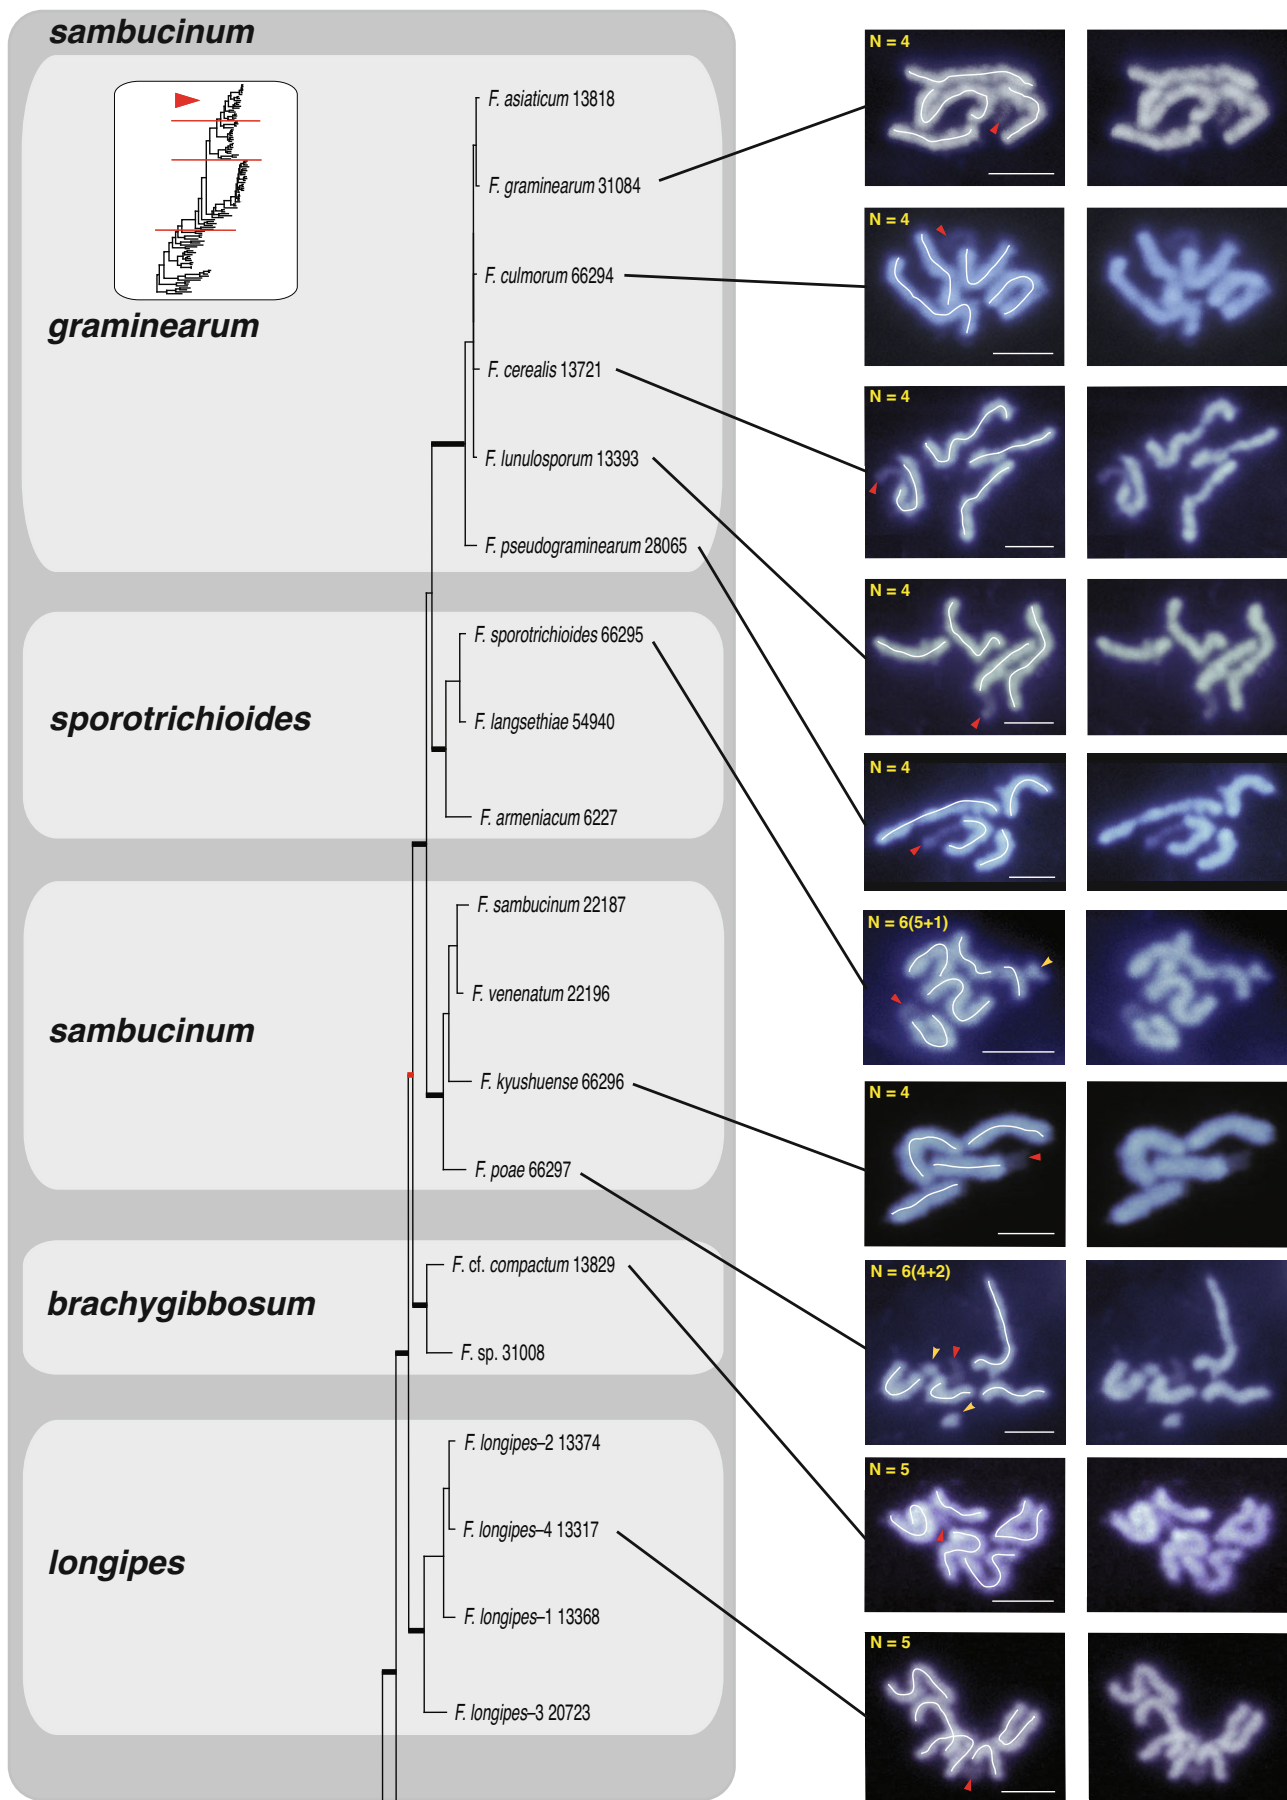 sambucinum
N = 4
F. asiaticum 13818
F. graminearum 31084
graminearum
N = 4
F. culmorum 66294
F. cerealis 13721
N = 4
F. lunulosporum 13393
F. pseudograminearum 28065
N = 4
sporotrichioides
F. sporotrichioides 66295
F. langsethiae 54940
F. armeniacum 6227
N = 4
sambucinum
F. sambucinum 22187
F. venenatum 22196
F. kyushuense 66296
F. poae 66297
N = 6(5+1)
N = 4
brachygibbosum
F. cf. compactum 13829
F. sp. 31008
N = 6(4+2)
longipes
F. longipes–2 13374
F. longipes–4 13317
F. longipes–1 13368
F. longipes–3 20723
N = 5
N = 5